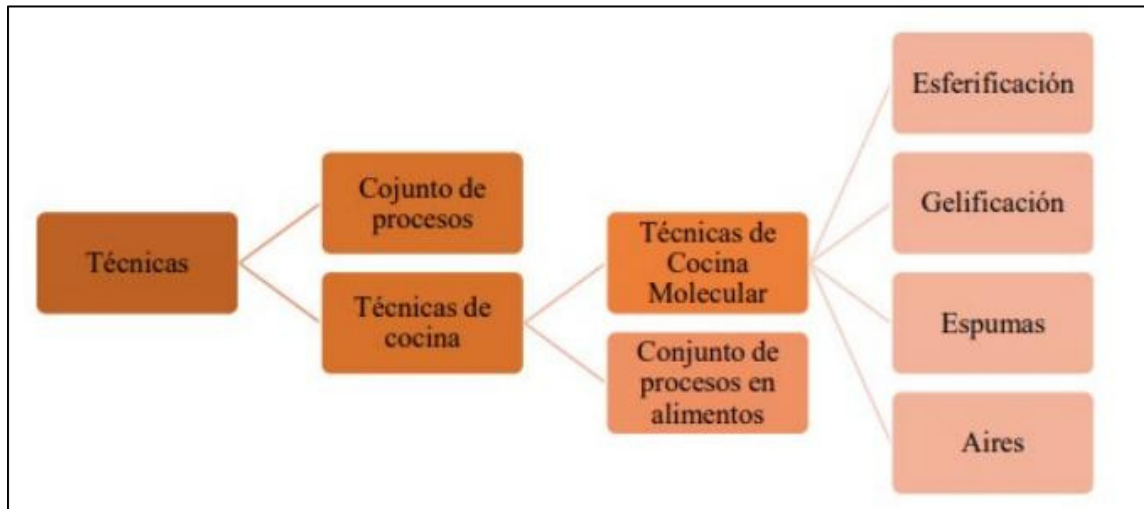 Técnicas
Cojunto de
procesos
Técnicas de
cocina
Técnicas de
Cocina
Molecular
Conjunto de
procesos en
alimentos
Esferificación
Gelificación
Espumas
Aires